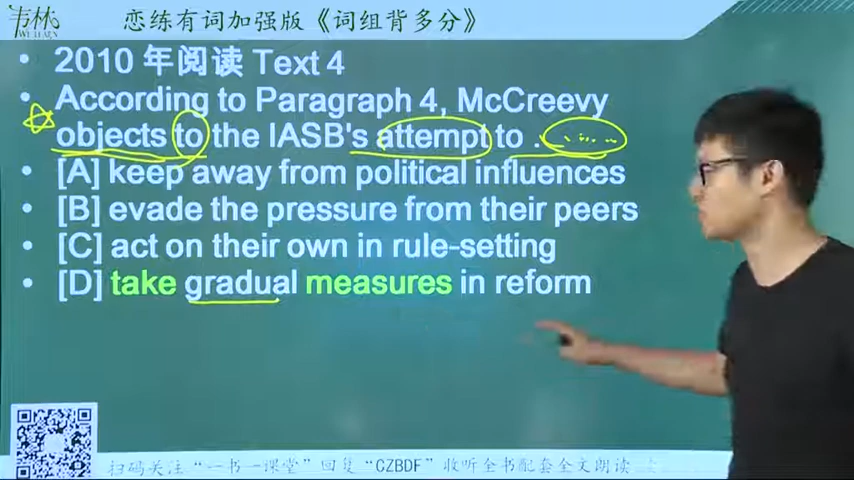 韦林 恋练有词加强版《词组背多分》
WE LEARN
• 2010 年阅读 Text 4
• According to Paragraph 4, McCreevy
objects to the IASB's attempt to .
• [A] keep away from political influences
• [B] evade the pressure from their peers
• [C] act on their own in rule-setting
• [D] take gradual measures in reform
扫码关注“一书一课堂”回复“CZBDF”收听全书配套全文朗读